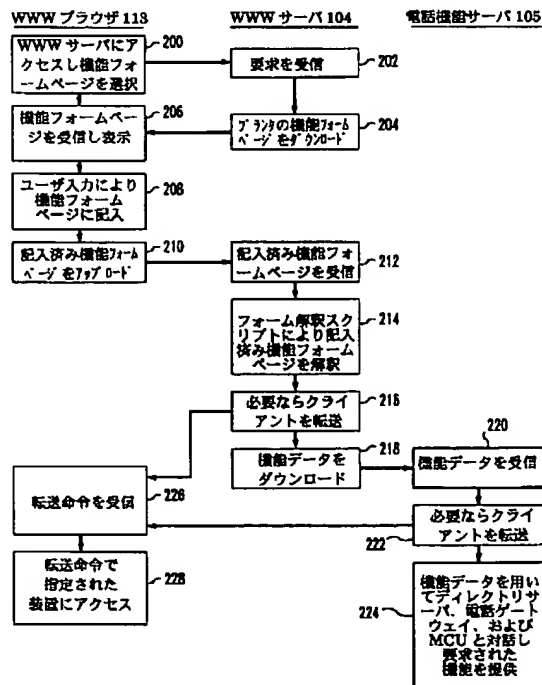 WWW ブラウザ 113
WWW サーバ 104
電話機能サーバ 105
200
WWW サーバにア
クセスし機能フォ
ームページを選択
202
要求を受信
204
ブランクの機能フォーム
ページをダウンロード
206
機能フォームペー
ジを受信し表示
208
ユーザ入力により
機能フォーム
ページに記入
210
記入済み機能フォーム
ページをアップロード
212
記入済み機能フォ
ームページを受信
214
フォーム解釈スク
リプトにより記入
済み機能フォーム
ページを解釈
216
必要ならクライ
アントを転送
218
機能データを
ダウンロード
220
機能データを受信
222
必要ならクライ
アントを転送
224
機能データを用い
てディレクトリサ
ーバ、電話ゲート
ウェイ、および
MCU と対話し
要求された
機能を提供
226
転送命令を受信
228
転送命令で
指定された
装置にアクセス